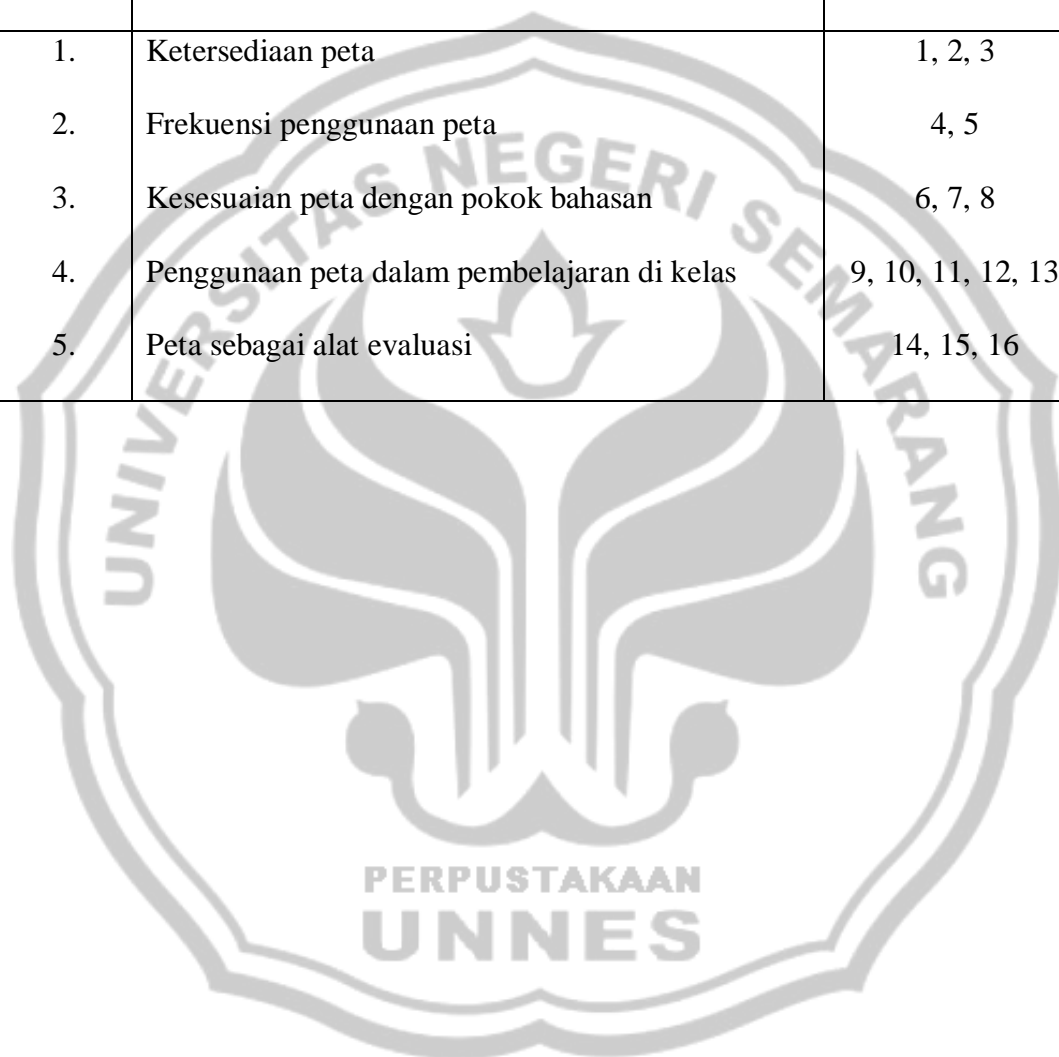 1. Ketersediaan peta 1, 2, 3
2. Frekuensi penggunaan peta 4, 5
3. Kesesuaian peta dengan pokok bahasan 6, 7, 8
4. Penggunaan peta dalam pembelajaran di kelas 9, 10, 11, 12, 13
5. Peta sebagai alat evaluasi 14, 15, 16
UNIVERSITAS NEGERI SEMARANG
PERPUSTAKAAN
UNNES